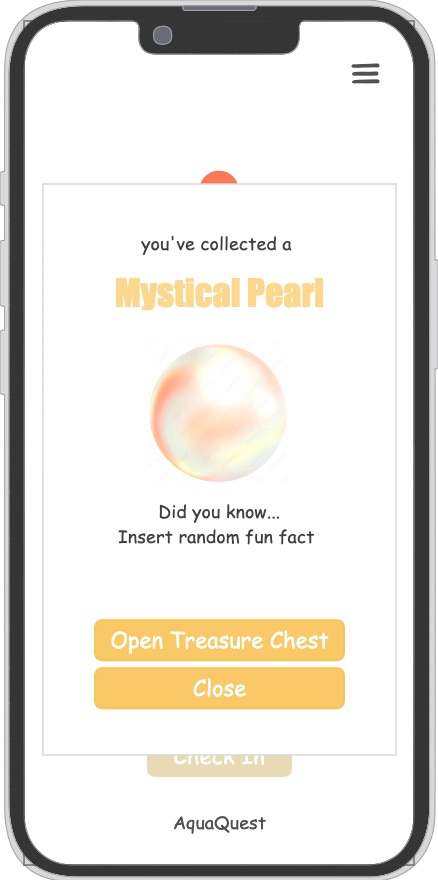 you've collected a
Mystical Pearl
Did you know...
Insert random fun fact
Open Treasure Chest
Close
Check In
AquaQuest